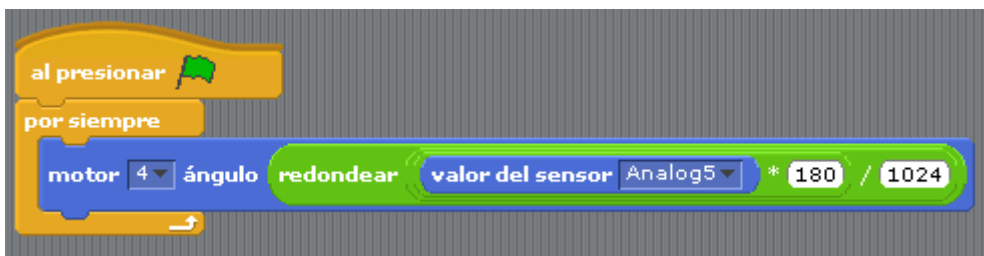 al presionar
por siempre
motor 4 ángulo redondear valor del sensor Analog5 * 180 / 1024